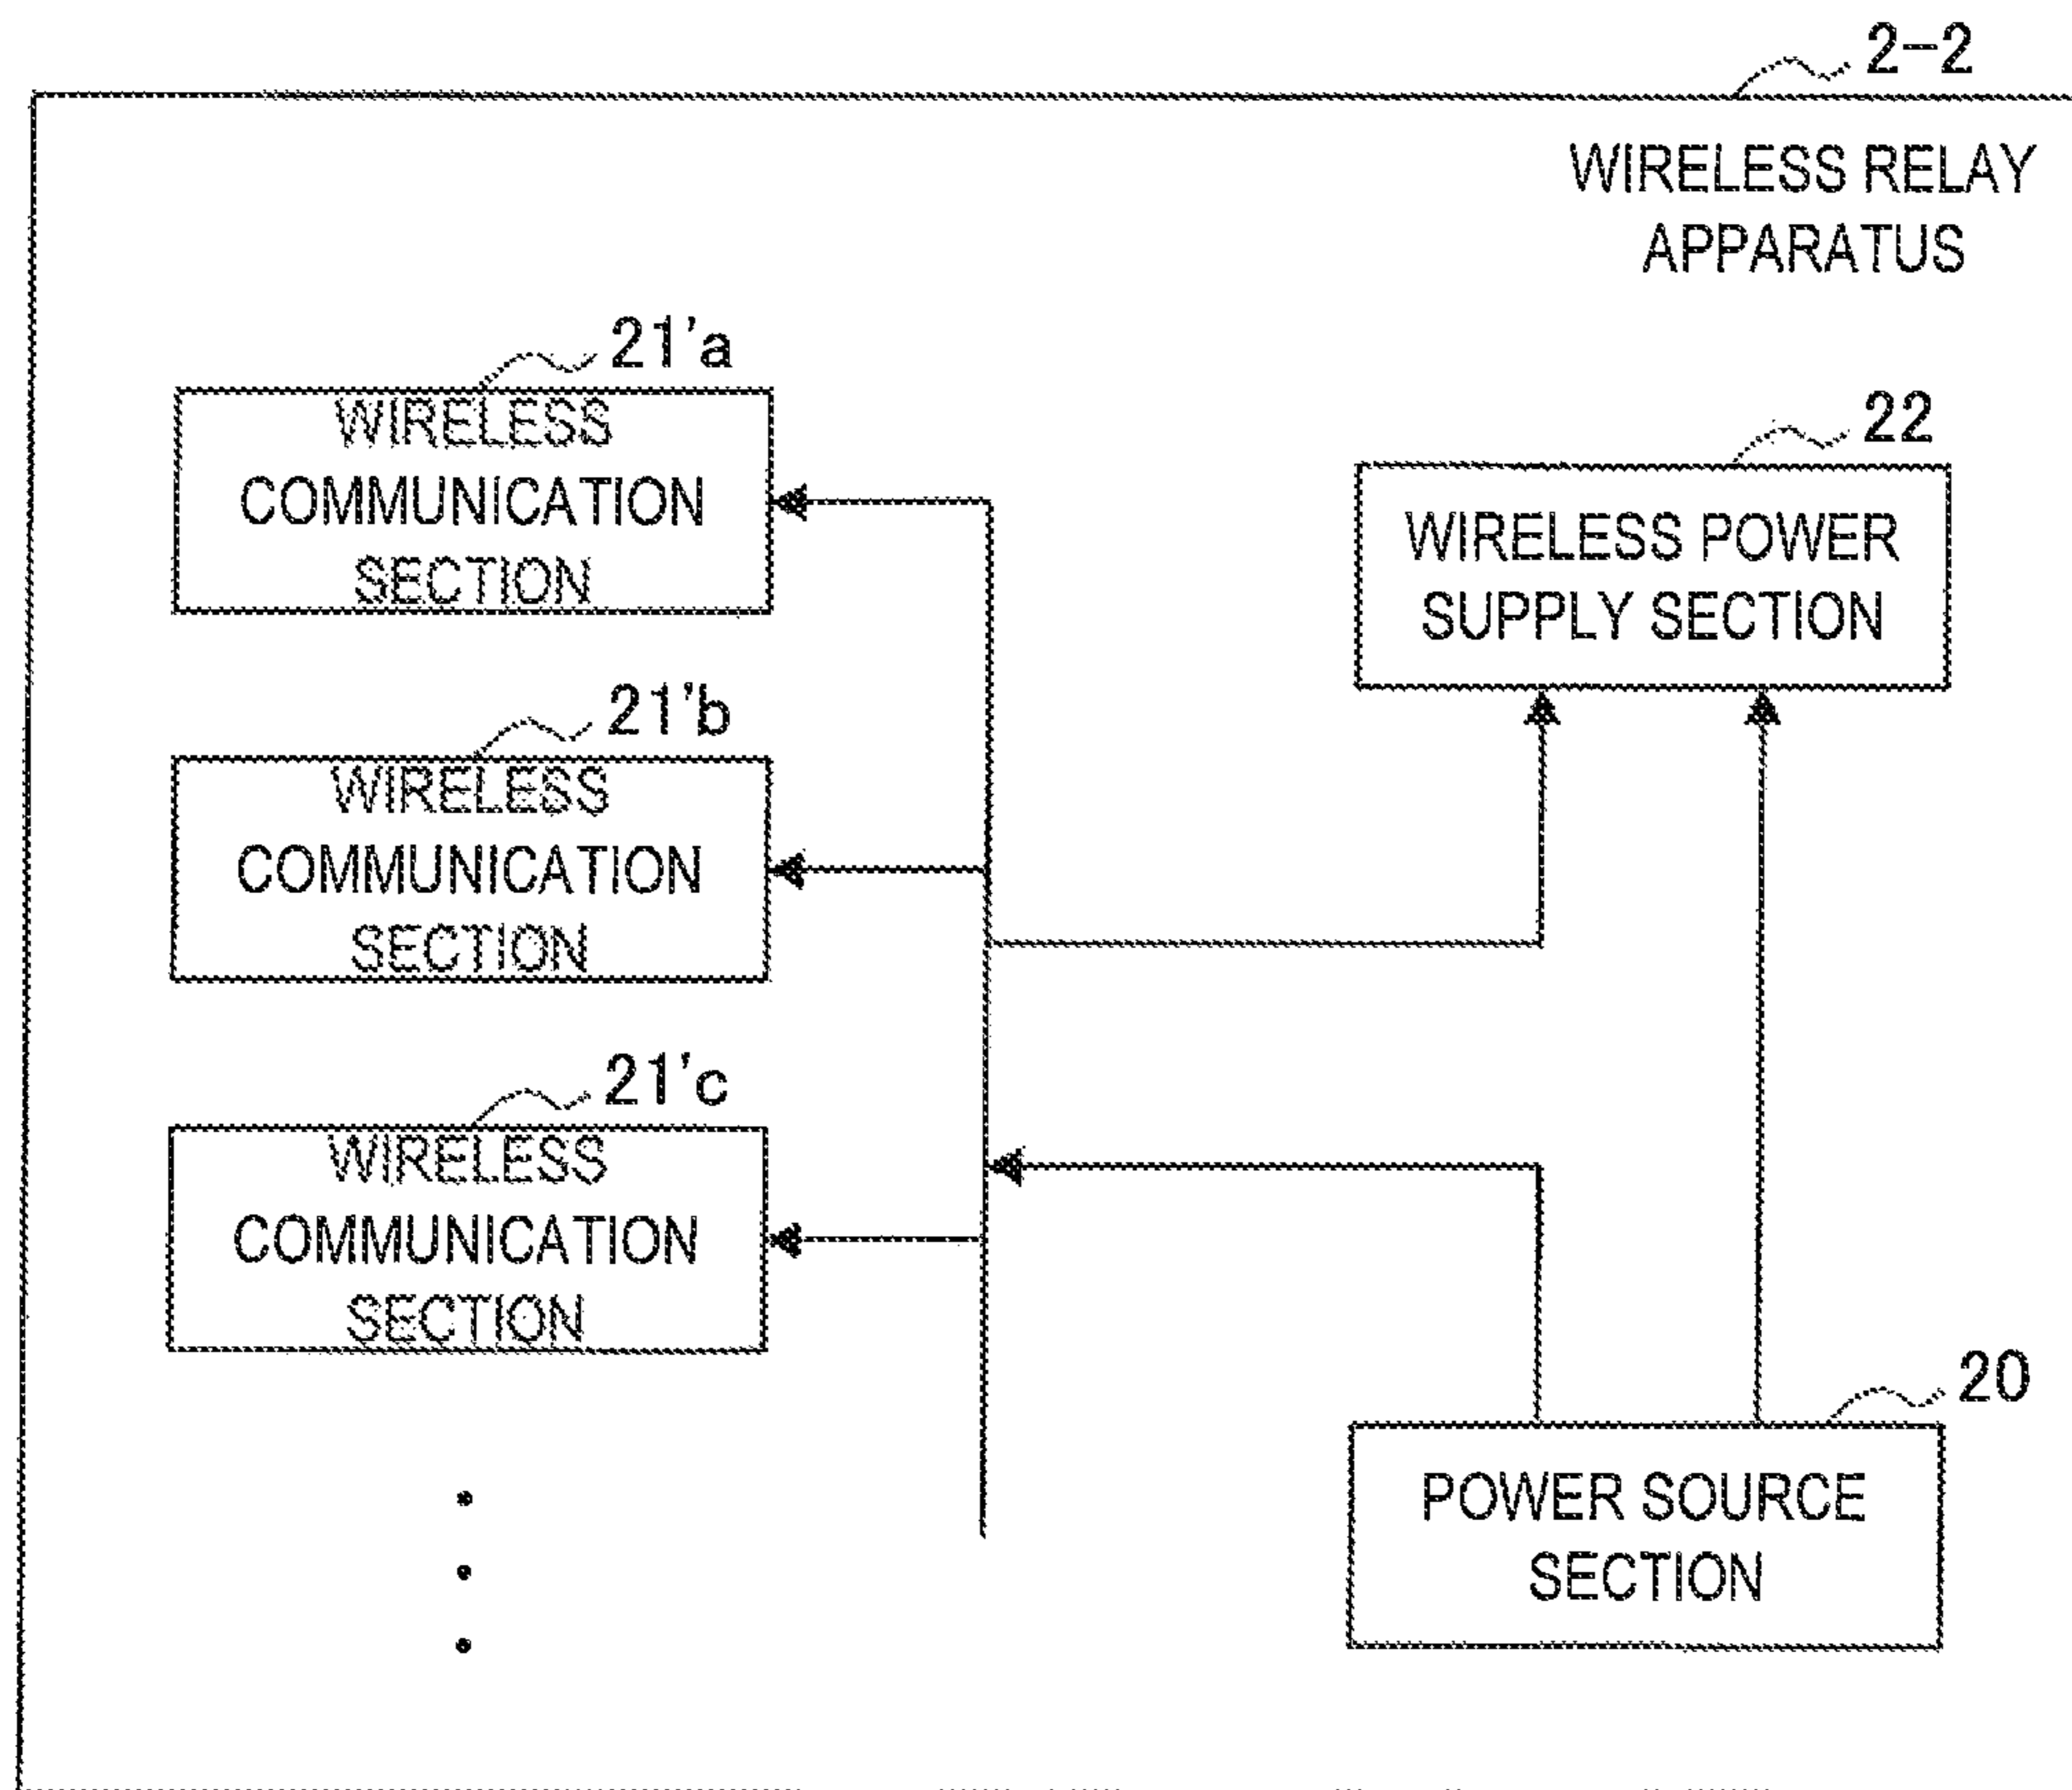 2-2
WIRELESS RELAY
APPARATUS
21'a
WIRELESS
COMMUNICATION
SECTION
22
WIRELESS POWER
SUPPLY SECTION
21'b
WIRELESS
COMMUNICATION
SECTION
21'c
WIRELESS
COMMUNICATION
SECTION
20
POWER SOURCE
SECTION